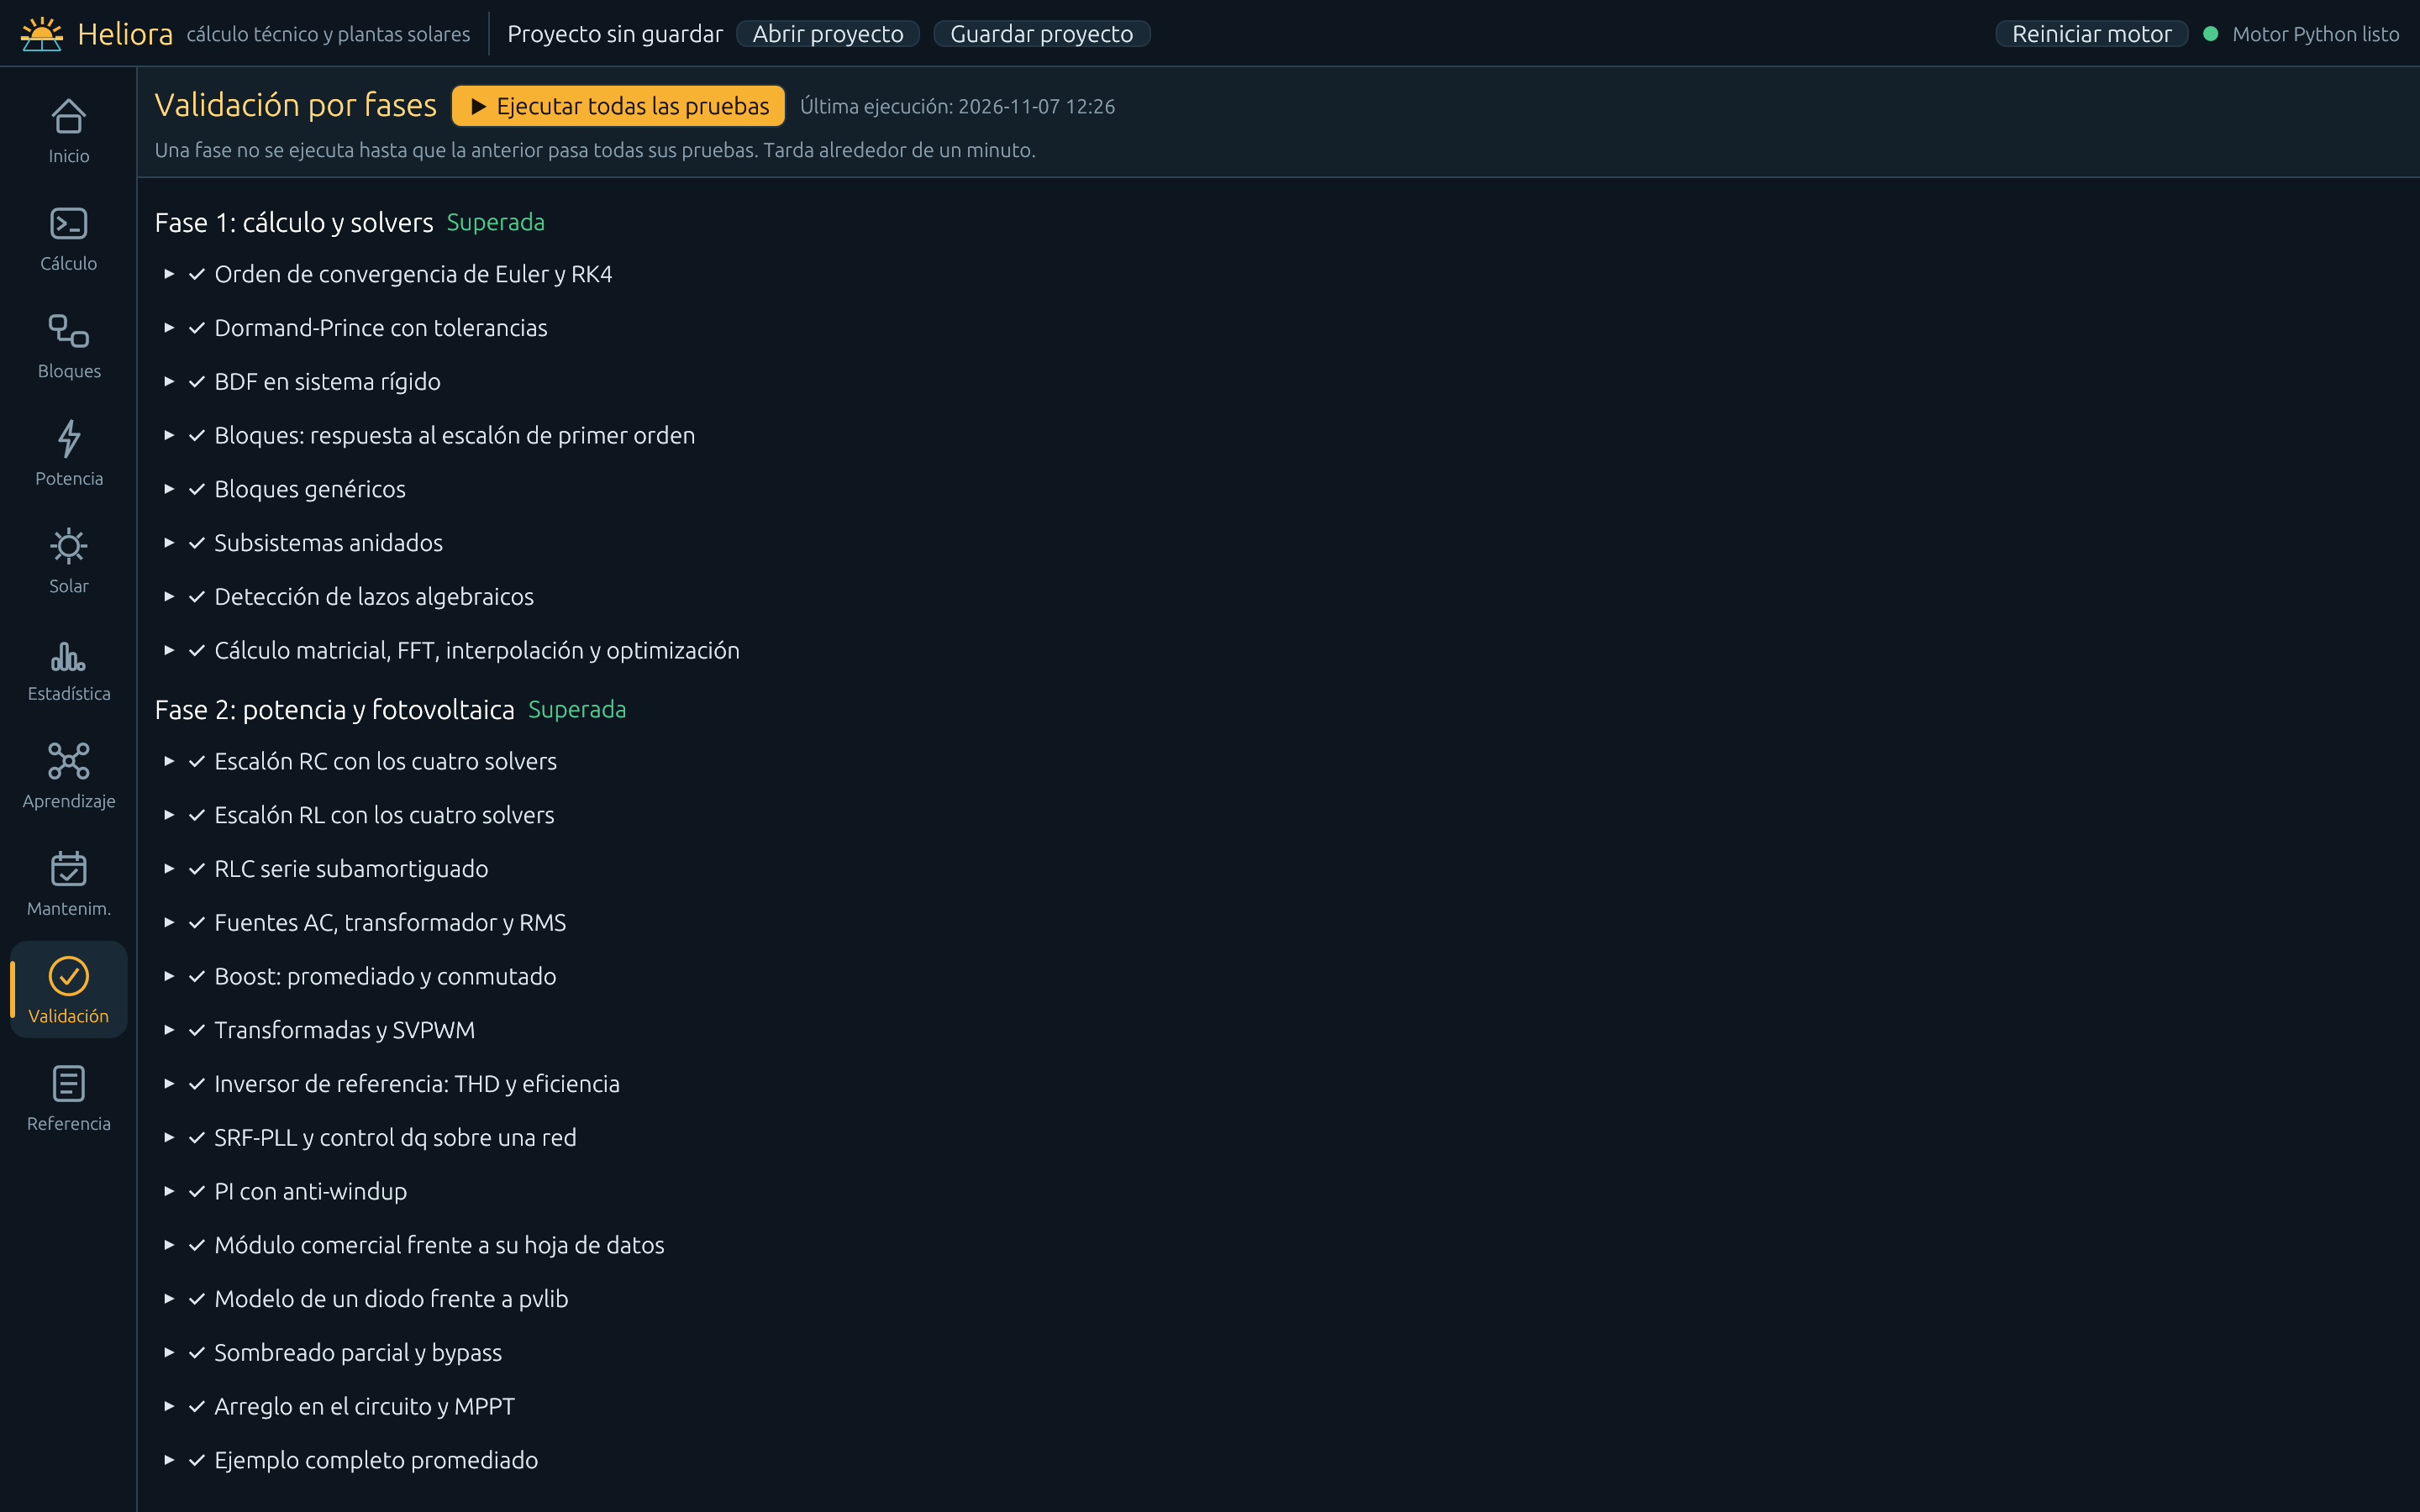 Heliora cálculo técnico y plantas solares Proyecto sin guardar Abrir proyecto Guardar proyecto Reiniciar motor Motor Python listo
Inicio
Cálculo
Bloques
Potencia
Solar
Estadística
Aprendizaje
Mantenim.
Validación
Referencia
Validación por fases ▶ Ejecutar todas las pruebas Última ejecución: 2026-11-07 12:26
Una fase no se ejecuta hasta que la anterior pasa todas sus pruebas. Tarda alrededor de un minuto.
Fase 1: cálculo y solvers Superada
▶ ✓ Orden de convergencia de Euler y RK4
▶ ✓ Dormand-Prince con tolerancias
▶ ✓ BDF en sistema rígido
▶ ✓ Bloques: respuesta al escalón de primer orden
▶ ✓ Bloques genéricos
▶ ✓ Subsistemas anidados
▶ ✓ Detección de lazos algebraicos
▶ ✓ Cálculo matricial, FFT, interpolación y optimización
Fase 2: potencia y fotovoltaica Superada
▶ ✓ Escalón RC con los cuatro solvers
▶ ✓ Escalón RL con los cuatro solvers
▶ ✓ RLC serie subamortiguado
▶ ✓ Fuentes AC, transformador y RMS
▶ ✓ Boost: promediado y conmutado
▶ ✓ Transformadas y SVPWM
▶ ✓ Inversor de referencia: THD y eficiencia
▶ ✓ SRF-PLL y control dq sobre una red
▶ ✓ PI con anti-windup
▶ ✓ Módulo comercial frente a su hoja de datos
▶ ✓ Modelo de un diodo frente a pvlib
▶ ✓ Sombreado parcial y bypass
▶ ✓ Arreglo en el circuito y MPPT
▶ ✓ Ejemplo completo promediado